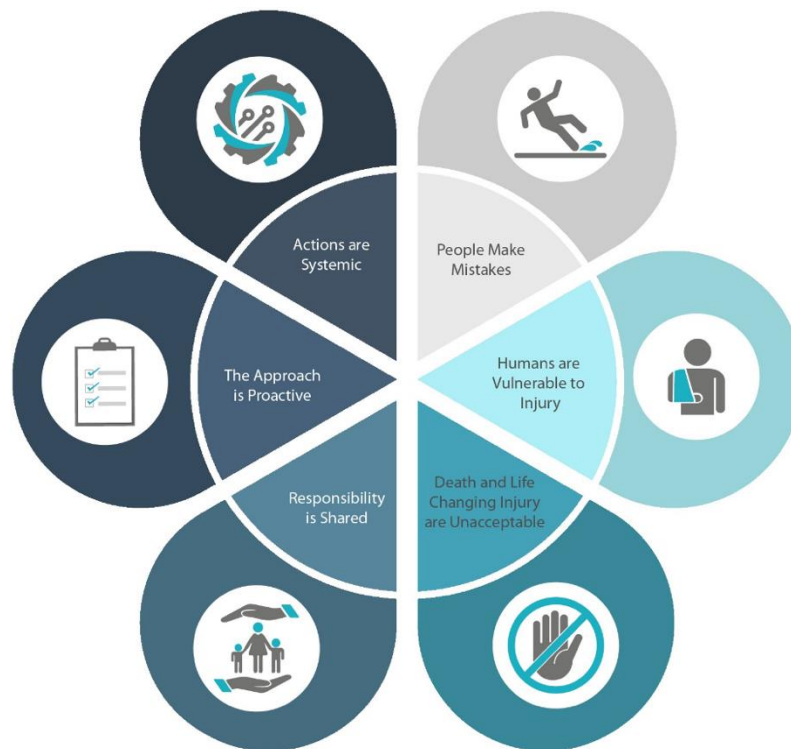 Actions are
Systemic
People Make
Mistakes
The Approach
is Proactive
Humans are
Vulnerable to
Injury
Responsibility
is Shared
Death and Life
Changing Injury
are Unacceptable